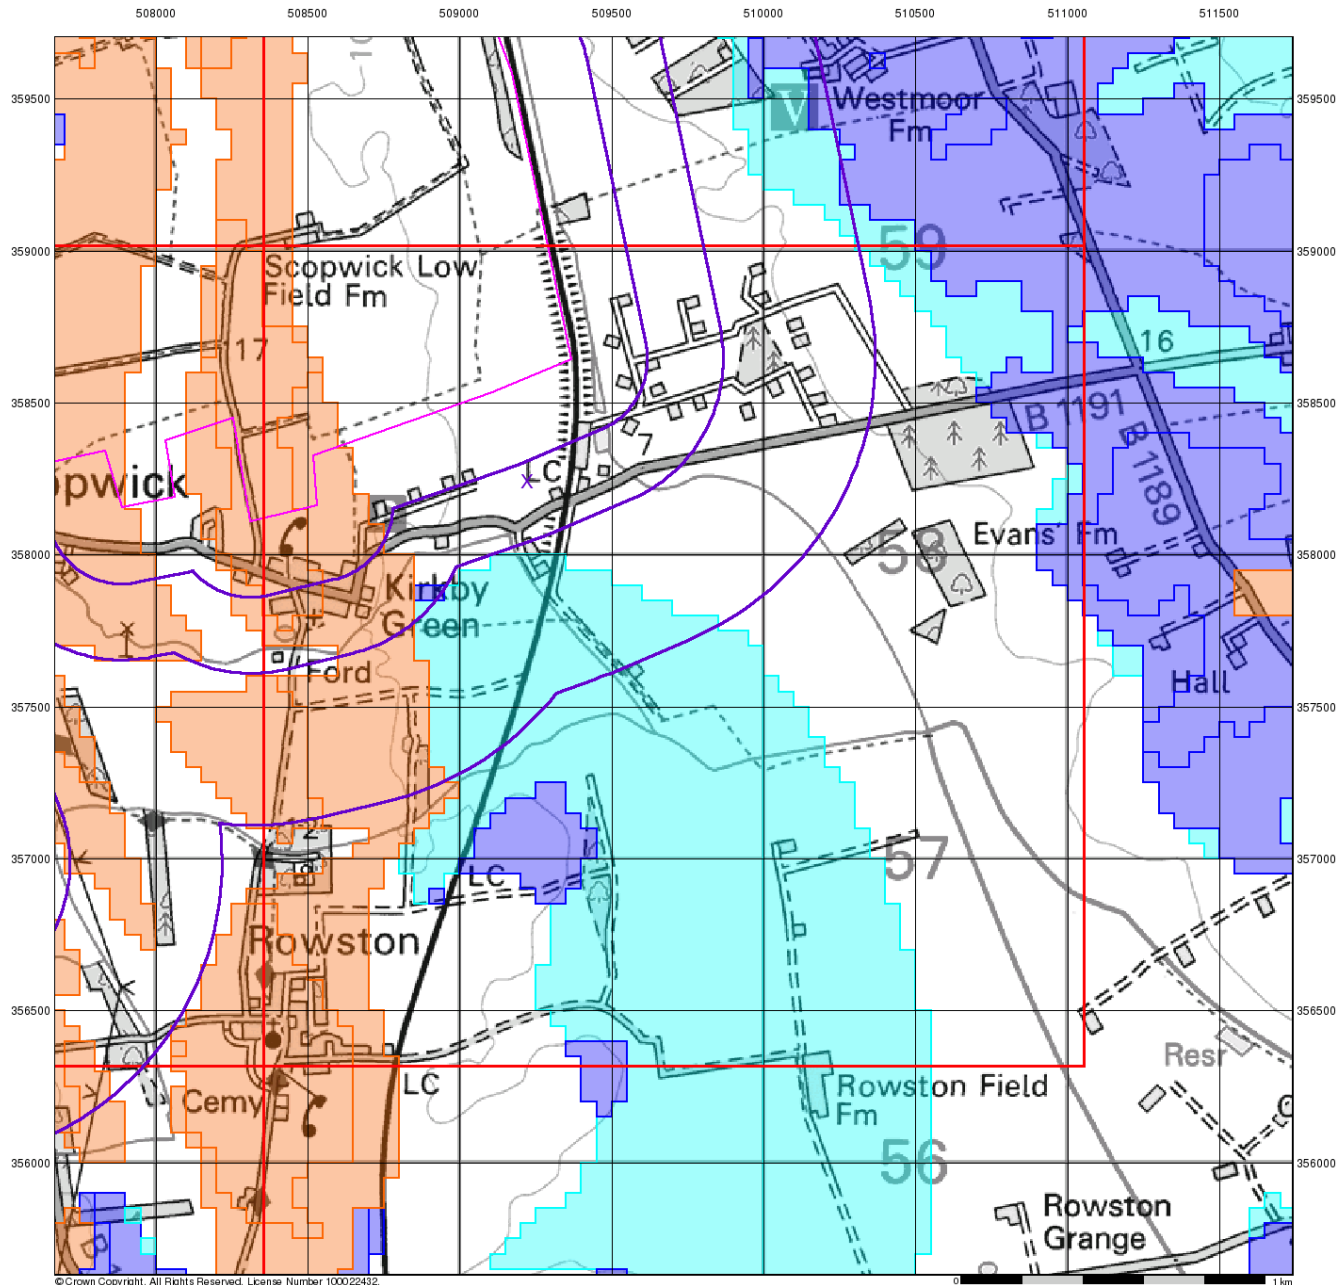 508000 508500 509000 509500 510000 510500 511000 511500
359500 359500
V
Westmoor
Fm
359000 59 359000
Scopwick Low
Field Fm
17
16
358500 358500
B 1191
7
LC
B 1189
opwick
Evans' Fm
358000 58 358000
Kirkby
Green
Ford
Hall
357500 357500
2
357000 57 357000
LC
Rowston
356500 356500
Resr
LC
Cemy
Rowston Field
Fm
356000 56 356000
Rowston
Grange
© Crown Copyright. All Rights Reserved. License Number 100022432.
0 1 km